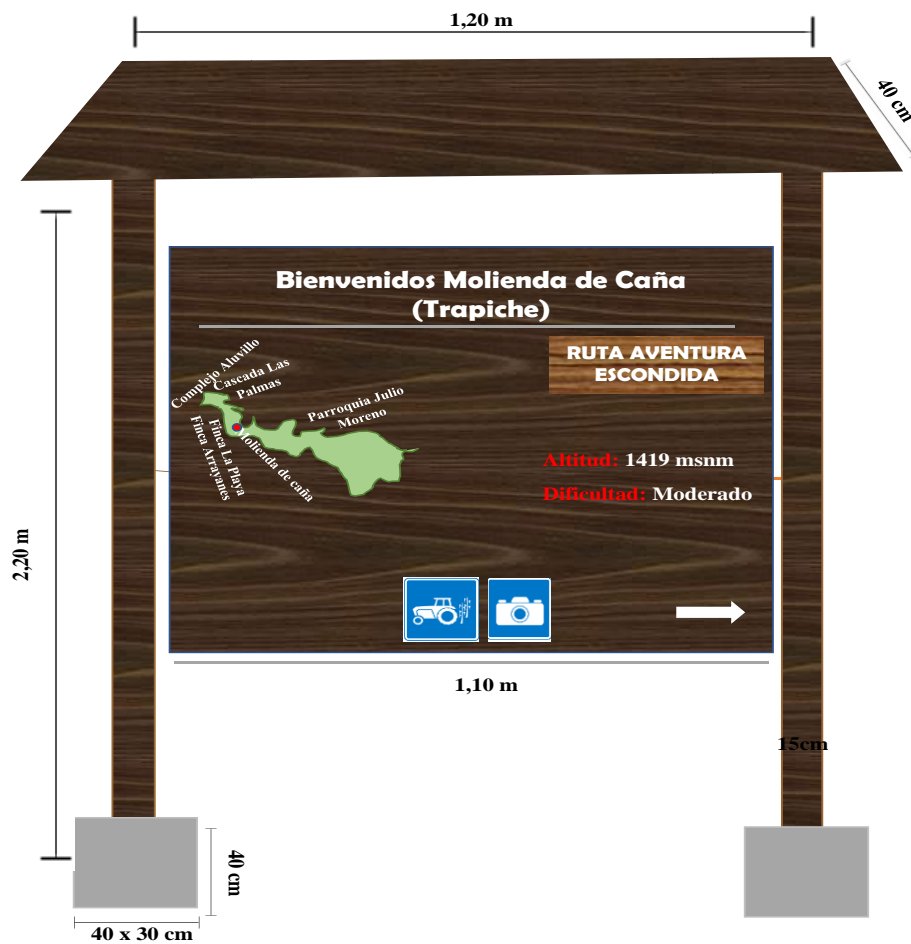 1,20 m
40 cm
Bienvenidos Molienda de Caña
(Trapiche)
RUTA AVENTURA
ESCONDIDA
Complejo Aluvillo
Cascada Las
Palmas
Parroquia Julio
Moreno
Finca Arrayanes
Finca La Playa
Molienda de caña
Altitud: 1419 msnm
Dificultad: Moderado
2,20 m
1,10 m
15cm
40 cm
40 x 30 cm